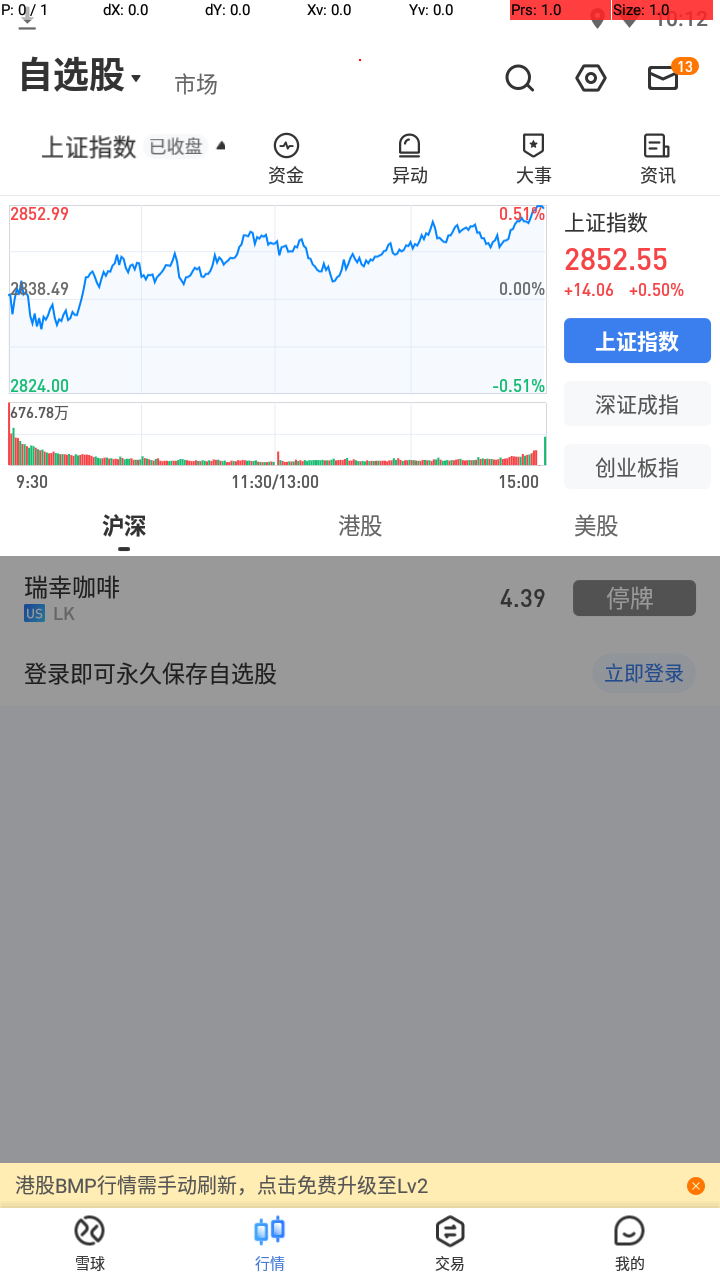 P: 0 / 1 dX: 0.0 dY: 0.0 Xv: 0.0 Yv: 0.0 Prs: 1.0 Size: 1.0
10:12
自选股 市场 13
上证指数 已收盘 资金 异动 大事 资讯
2852.99 0.51%
2838.49 0.00%
2824.00 -0.51%
676.78万
9:30 11:30/13:00 15:00
上证指数
2852.55
+14.06 +0.50%
上证指数
深证成指
创业板指
沪深 港股 美股
瑞幸咖啡 4.39 停牌
US LK
登录即可永久保存自选股 立即登录
港股BMP行情需手动刷新，点击免费升级至Lv2
雪球 行情 交易 我的